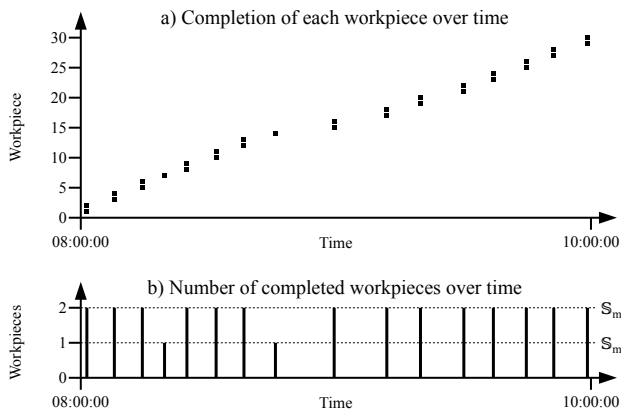 a) Completion of each workpiece over time
30
25
20
15
10
5
0
Workpiece
08:00:00
Time
10:00:00
b) Number of completed workpieces over time
2
1
0
Workpieces
𝕊m
𝕊m
08:00:00
Time
10:00:00